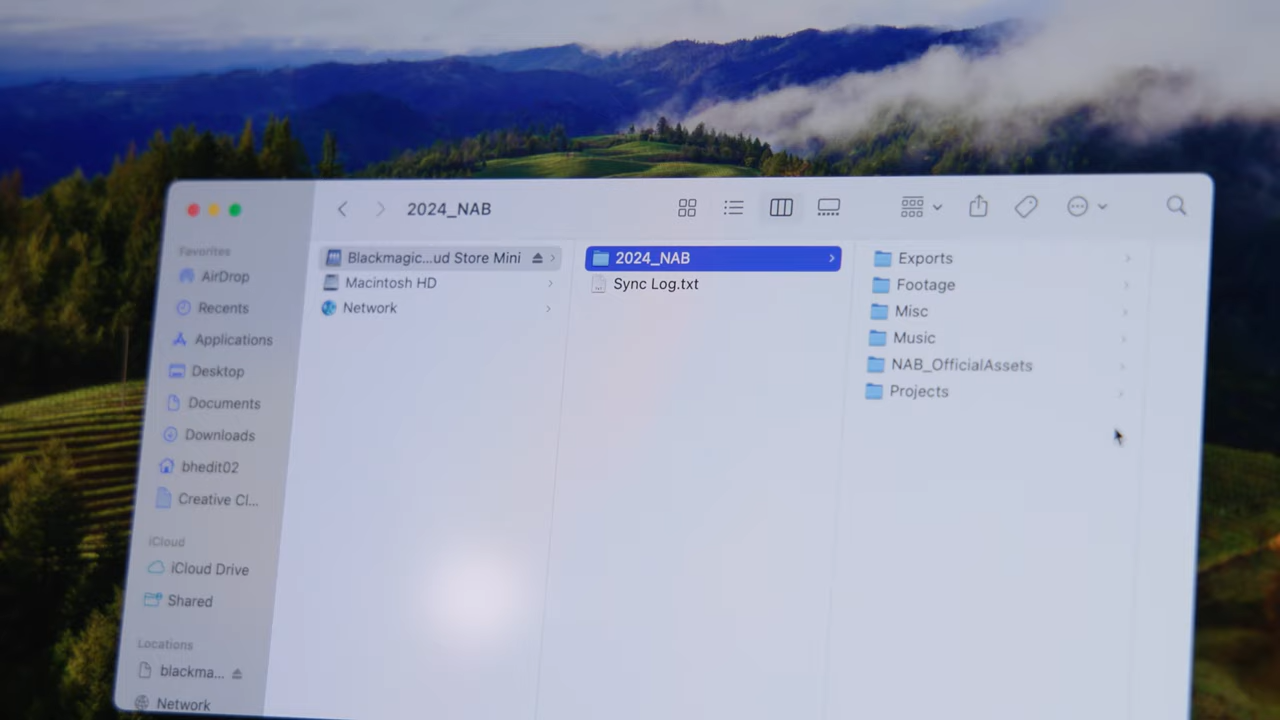 2024_NAB
Favorites
AirDrop
Recents
Applications
Desktop
Documents
Downloads
bhedit02
Creative Cl...
iCloud
iCloud Drive
Shared
Locations
blackma...
Network
Blackmagic...ud Store Mini
Macintosh HD
Network
2024_NAB
Sync Log.txt
Exports
Footage
Misc
Music
NAB_OfficialAssets
Projects